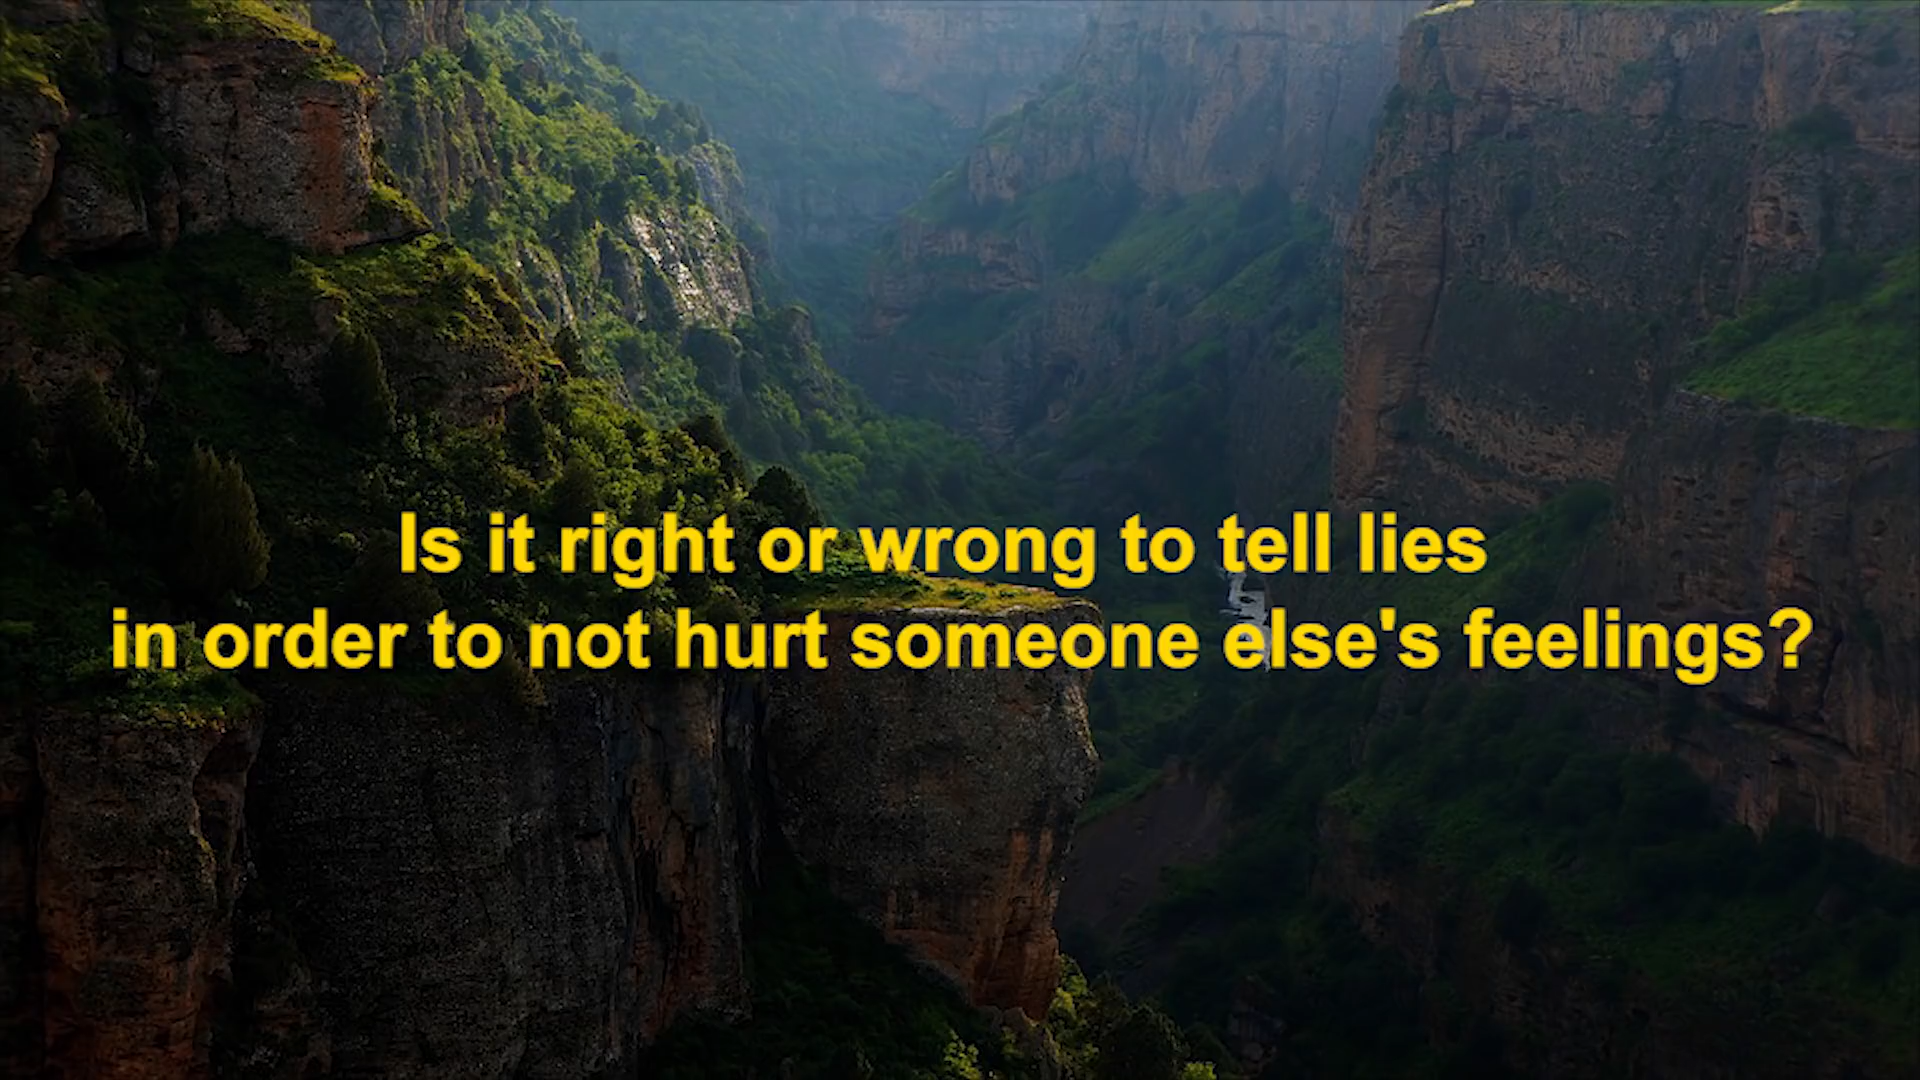 Is it right or wrong to tell lies
in order to not hurt someone else's feelings?